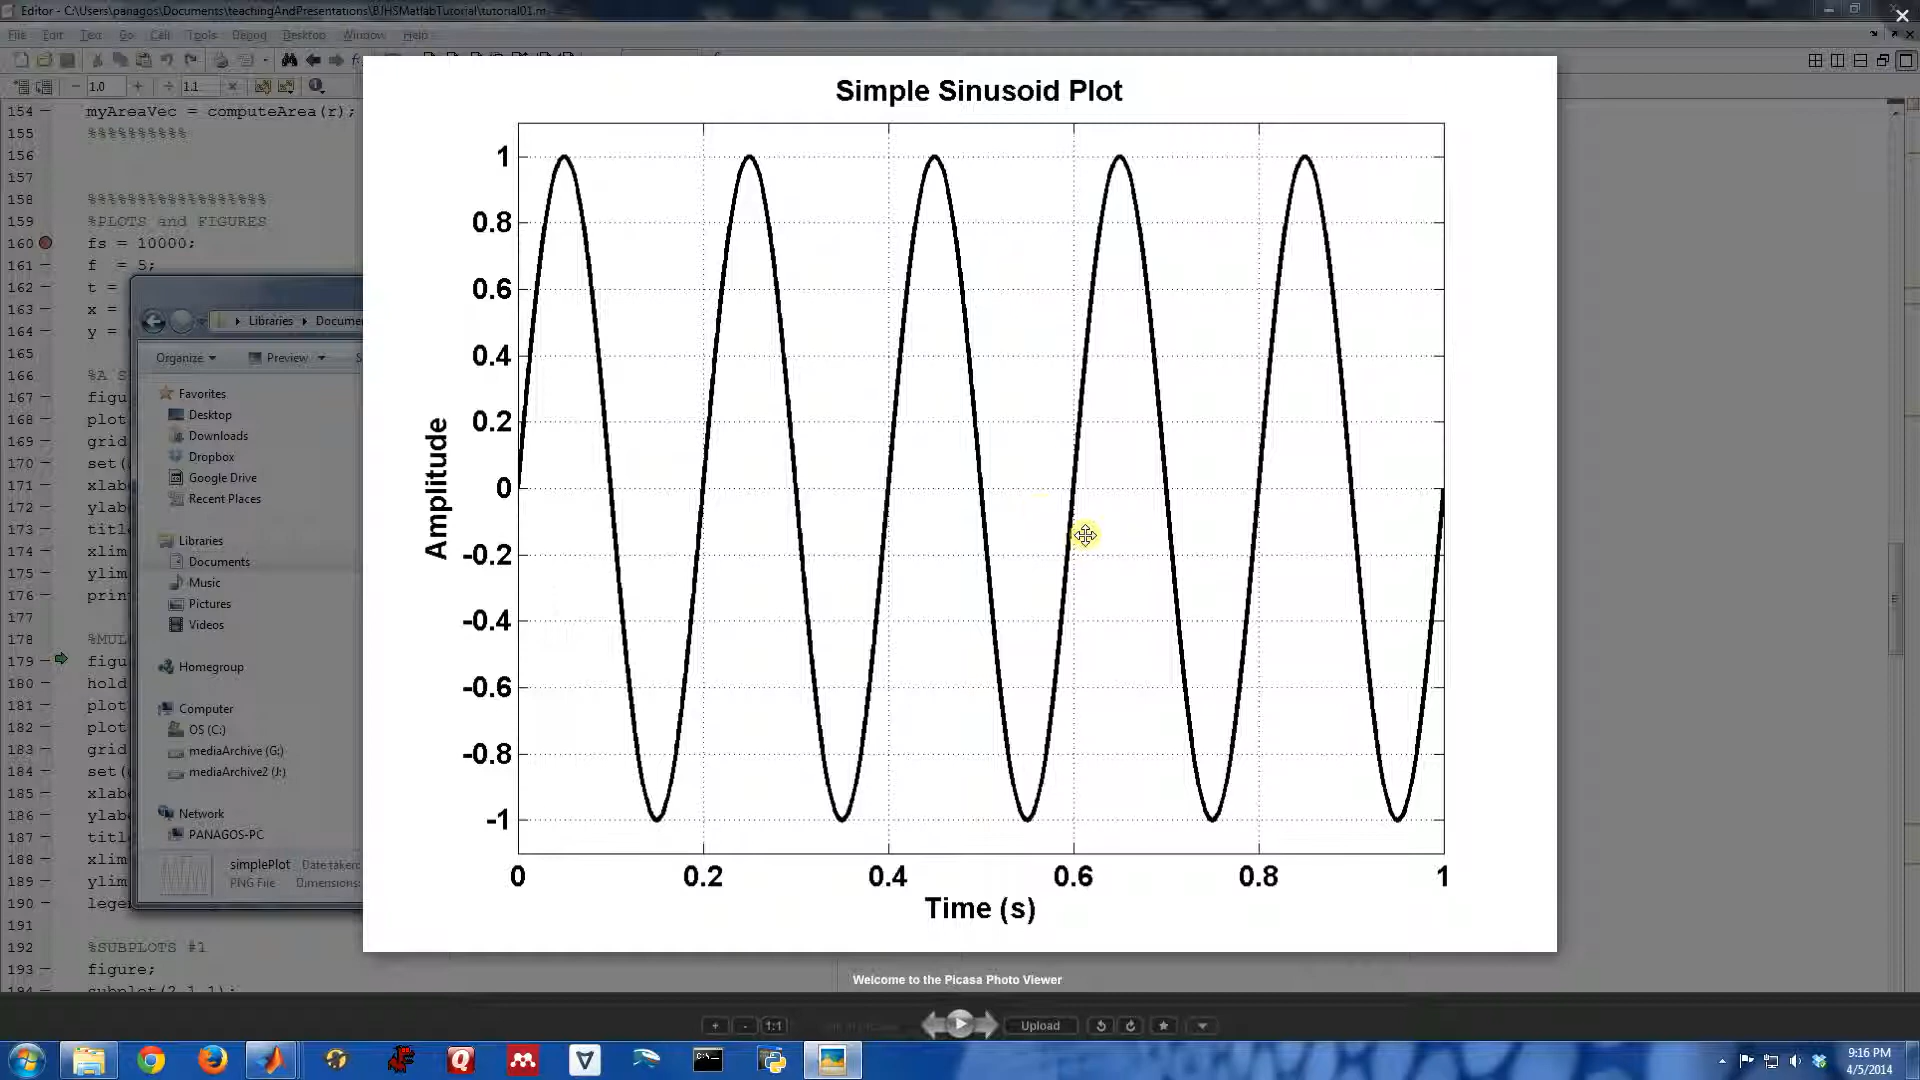 Editor - C:\Users\panagos\Documents\teachingAndPresentations\BJHSMatlabTutorial\tutorial01.m
File Edit Text Go Cell Tools Debug Desktop Window Help
1.0 1.1
154 myAreaVec = computeArea(r);
155 %%%%%%%%%%
156
157
158 %%%%%%%%%%%%%%%%%%
159 %PLOTS and FIGURES
160 fs = 10000;
161 f = 5;
162 t =
163 x =
164 y =
165
166 %A S
167 figu
168 plot
169 grid
170 set(
171 xlab
172 ylab
173 titl
174 xlim
175 ylim
176 prin
177
178 %MUL
179 figu
180 hold
181 plot
182 plot
183 grid
184 set(
185 xlab
186 ylab
187 titl
188 xlim
189 ylim
190 lege
191
192 %SUBPLOTS #1
193 figure;
194 subplot(2,1,1);
Libraries Docume
Organize Preview S
Favorites
Desktop
Downloads
Dropbox
Google Drive
Recent Places
Libraries
Documents
Music
Pictures
Videos
Homegroup
Computer
OS (C:)
mediaArchive (G:)
mediaArchive2 (J:)
Network
PANAGOS-PC
simplePlot Date taken:
PNG File Dimensions:
Simple Sinusoid Plot
1
0.8
0.6
0.4
0.2
0
-0.2
-0.4
-0.6
-0.8
-1
Amplitude
0 0.2 0.4 0.6 0.8 1
Time (s)
Welcome to the Picasa Photo Viewer
+ - 1:1 Upload
9:16 PM
4/5/2014